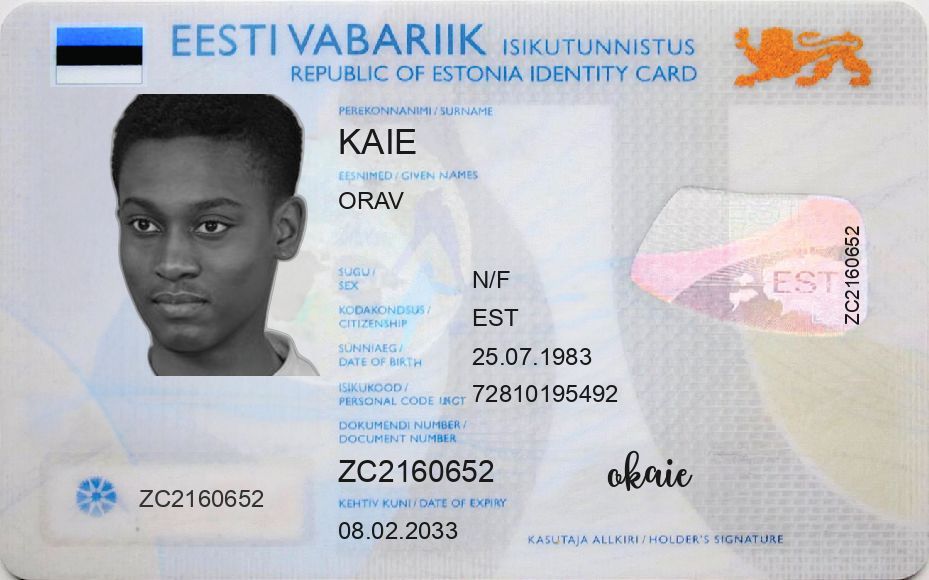 EESTI VABARIIK ISIKUTUNNISTUS
REPUBLIC OF ESTONIA IDENTITY CARD
PEREKONNANIMI / SURNAME
KAIE
EESNIMED / GIVEN NAMES
ORAV
SUGU /
SEX
N/F
KODAKONDSUS /
CITIZENSHIP
EST
SÜNNIAEG /
DATE OF BIRTH
25.07.1983
ISIKUKOOD /
PERSONAL CODE
72810195492
DOKUMENDI NUMBER /
DOCUMENT NUMBER
ZC2160652
KEHTIV KUNI / DATE OF EXPIRY
08.02.2033
ZC2160652
EST
ZC2160652
okaie
KASUTAJA ALLKIRI / HOLDER'S SIGNATURE